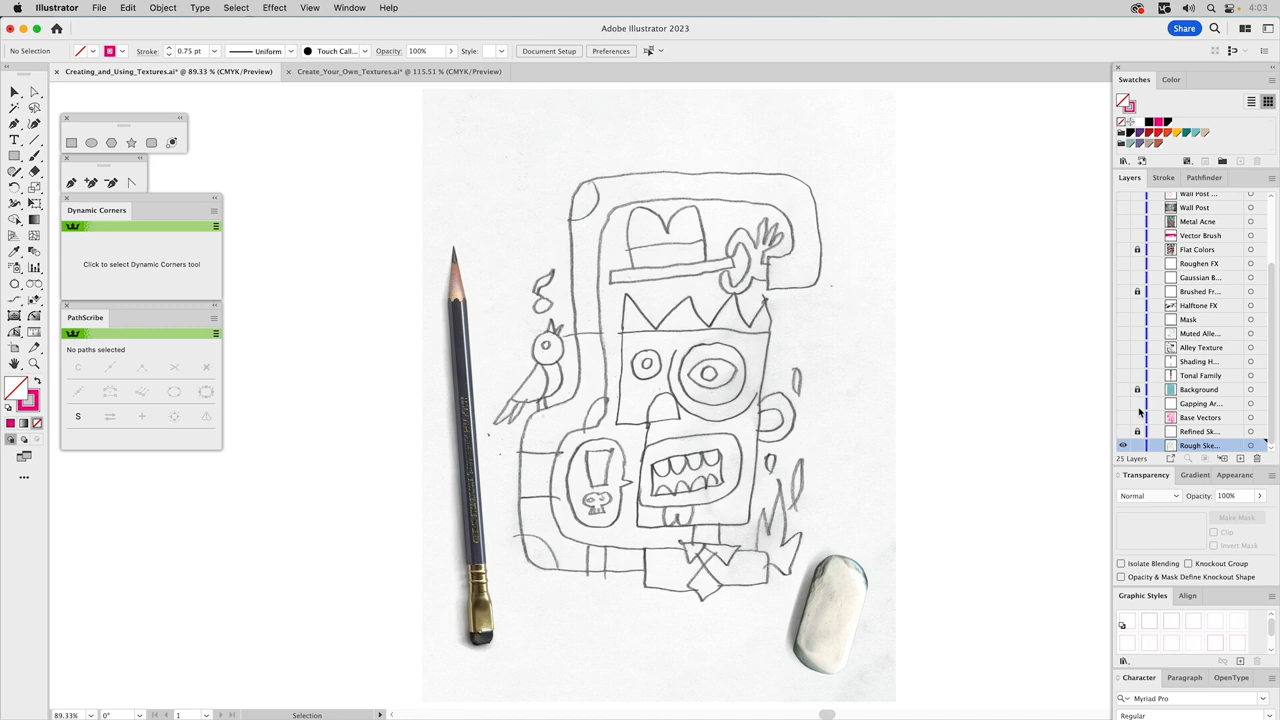 Illustrator File Edit Object Type Select Effect View Window Help 4:03
Adobe Illustrator 2023
Share
No Selection Stroke: 0.75 pt Uniform Touch Call... Opacity: 100% Style: Document Setup Preferences
Creating_and_Using_Textures.ai* @ 89.33 % (CMYK/Preview) Create_Your_Own_Textures.ai* @ 115.51 % (CMYK/Preview)
Dynamic Corners
Click to select Dynamic Corners tool
PathScribe
No paths selected
C
S
Swatches Color
Layers Stroke Pathfinder
Wall Post ...
Wall Post
Metal Acne
Vector Brush
Flat Colors
Roughen FX
Gaussian B...
Brushed Fr...
Halftone FX
Mask
Muted Alle...
Alley Texture
Shading H...
Tonal Family
Background
Gapping Ar...
Base Vectors
Refined Sk...
Rough Ske...
25 Layers
Transparency Gradient Appearanc
Normal Opacity: 100%
Make Mask
Clip
Invert Mask
Isolate Blending Knockout Group
Opacity & Mask Define Knockout Shape
Graphic Styles Align
Character Paragraph OpenType
Myriad Pro
Regular
89.33% 0° 1 Selection